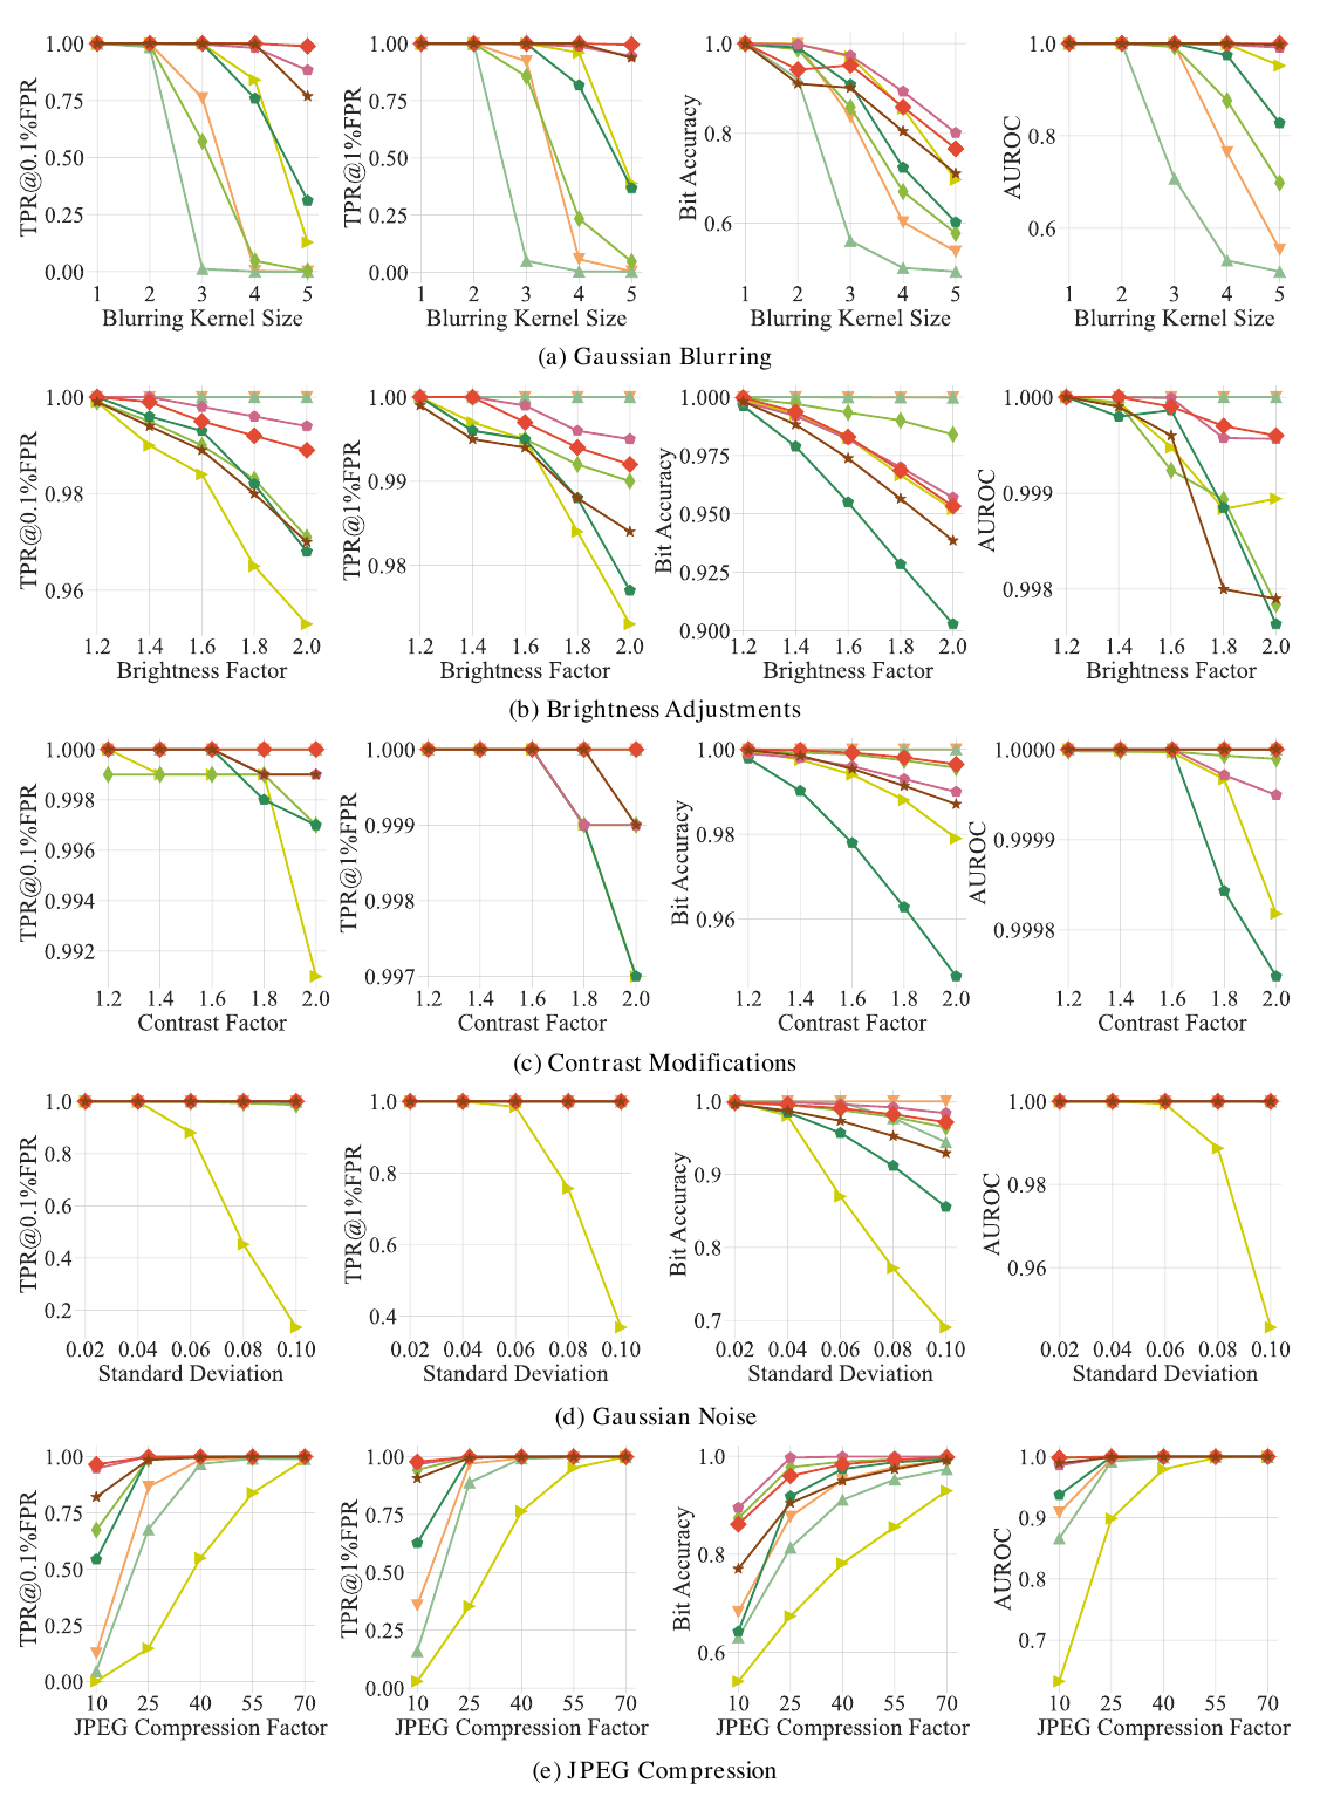 1.00
0.75
0.50
0.25
0.00
TPR@0.1%FPR
1 2 3 4 5
Blurring Kernel Size
1.00
0.75
0.50
0.25
0.00
TPR@1%FPR
1 2 3 4 5
Blurring Kernel Size
1.0
0.8
0.6
Bit Accuracy
1 2 3 4 5
Blurring Kernel Size
1.0
0.8
0.6
AUROC
1 2 3 4 5
Blurring Kernel Size
(a) Gaussian Blurring
1.00
0.98
0.96
TPR@0.1%FPR
1.2 1.4 1.6 1.8 2.0
Brightness Factor
1.00
0.99
0.98
TPR@1%FPR
1.2 1.4 1.6 1.8 2.0
Brightness Factor
1.000
0.975
0.950
0.925
0.900
Bit Accuracy
1.2 1.4 1.6 1.8 2.0
Brightness Factor
1.000
0.999
0.998
AUROC
1.2 1.4 1.6 1.8 2.0
Brightness Factor
(b) Brightness Adjustments
1.000
0.998
0.996
0.994
0.992
TPR@0.1%FPR
1.2 1.4 1.6 1.8 2.0
Contrast Factor
1.000
0.999
0.998
0.997
TPR@1%FPR
1.2 1.4 1.6 1.8 2.0
Contrast Factor
1.00
0.98
0.96
Bit Accuracy
1.2 1.4 1.6 1.8 2.0
Contrast Factor
1.0000
0.9999
0.9998
AUROC
1.2 1.4 1.6 1.8 2.0
Contrast Factor
(c) Contrast Modifications
1.0
0.8
0.6
0.4
0.2
TPR@0.1%FPR
0.02 0.04 0.06 0.08 0.10
Standard Deviation
1.0
0.8
0.6
0.4
TPR@1%FPR
0.02 0.04 0.06 0.08 0.10
Standard Deviation
1.0
0.9
0.8
0.7
Bit Accuracy
0.02 0.04 0.06 0.08 0.10
Standard Deviation
1.00
0.98
0.96
AUROC
0.02 0.04 0.06 0.08 0.10
Standard Deviation
(d) Gaussian Noise
1.00
0.75
0.50
0.25
0.00
TPR@0.1%FPR
10 25 40 55 70
JPEG Compression Factor
1.00
0.75
0.50
0.25
0.00
TPR@1%FPR
10 25 40 55 70
JPEG Compression Factor
1.0
0.8
0.6
Bit Accuracy
10 25 40 55 70
JPEG Compression Factor
1.0
0.9
0.8
0.7
AUROC
10 25 40 55 70
JPEG Compression Factor
(e) JPEG Compression